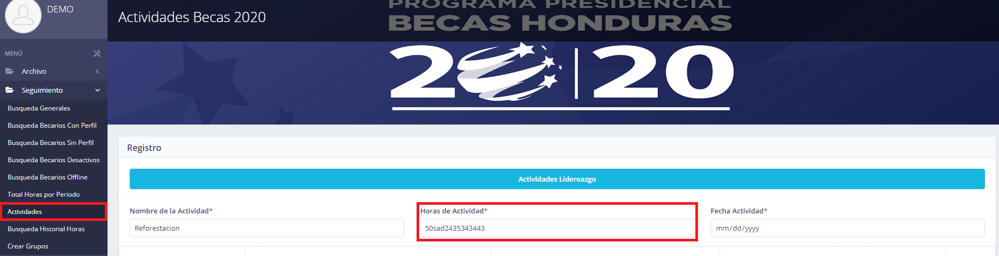 DEMO
MENÚ
Archivo
Seguimiento
Busqueda Generales
Busqueda Becarios Con Perfil
Busqueda Becarios Sin Perfil
Busqueda Becarios Desactivos
Busqueda Becarios Offline
Total Horas por Periodo
Actividades
Busqueda Historial Horas
Crear Grupos
Actividades Becas 2020
PROGRAMA PRESIDENCIAL
BECAS HONDURAS
20|20
Registro
Actividades Lidereazgo
Nombre de la Actividad*
Reforestacion
Horas de Actividad*
50sad2435343443
Fecha Actividad*
mm/dd/yyyy